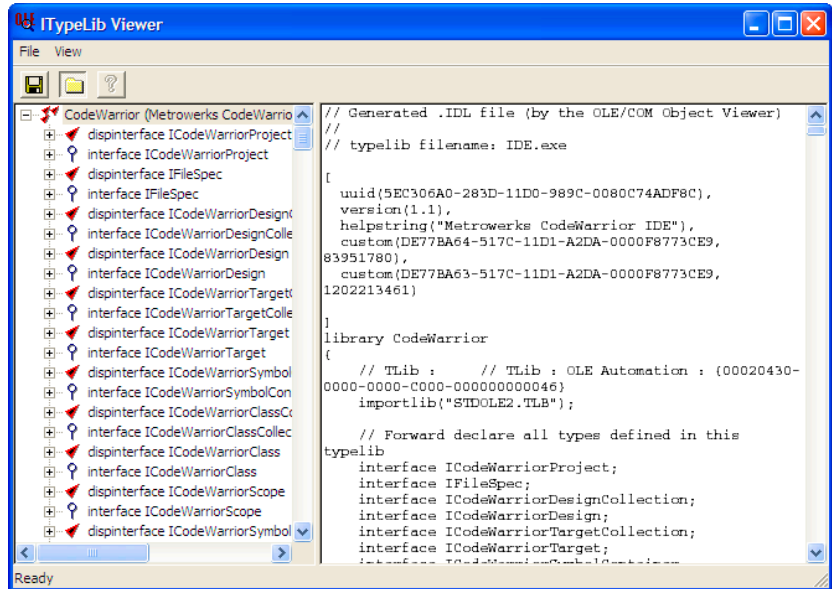 ITypeLib Viewer
File View
CodeWarrior (Metrowerks CodeWarrio
dispinterface ICodeWarriorProject
interface ICodeWarriorProject
dispinterface IFileSpec
interface IFileSpec
dispinterface ICodeWarriorDesign
interface ICodeWarriorDesignColle
dispinterface ICodeWarriorDesign
interface ICodeWarriorDesign
dispinterface ICodeWarriorTarget
interface ICodeWarriorTargetColle
dispinterface ICodeWarriorTarget
interface ICodeWarriorTarget
dispinterface ICodeWarriorSymbol
interface ICodeWarriorSymbolCon
dispinterface ICodeWarriorClassCo
interface ICodeWarriorClassCollec
dispinterface ICodeWarriorClass
interface ICodeWarriorClass
dispinterface ICodeWarriorScope
interface ICodeWarriorScope
dispinterface ICodeWarriorSymbol
// Generated .IDL file (by the OLE/COM Object Viewer)
//
// typelib filename: IDE.exe
[
uuid(5EC306A0-283D-11D0-989C-0080C74ADF8C),
version(1.1),
helpstring("Metrowerks CodeWarrior IDE"),
custom(DE77BA64-517C-11D1-A2DA-0000F8773CE9,
83951780),
custom(DE77BA63-517C-11D1-A2DA-0000F8773CE9,
1202213461)
]
library CodeWarrior
{
// TLib : // TLib : OLE Automation : {00020430-
0000-0000-C000-000000000046}
importlib("STDOLE2.TLB");
// Forward declare all types defined in this
typelib
interface ICodeWarriorProject;
interface IFileSpec;
interface ICodeWarriorDesignCollection;
interface ICodeWarriorDesign;
interface ICodeWarriorTargetCollection;
interface ICodeWarriorTarget;
Ready